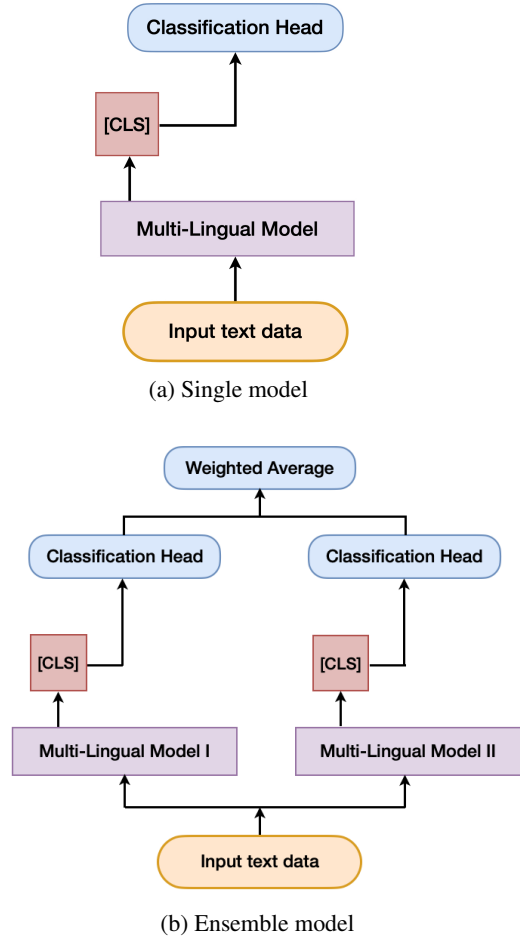 Classification Head
[CLS]
Multi-Lingual Model
Input text data
(a) Single model
Weighted Average
Classification Head
Classification Head
[CLS]
[CLS]
Multi-Lingual Model I
Multi-Lingual Model II
Input text data
(b) Ensemble model